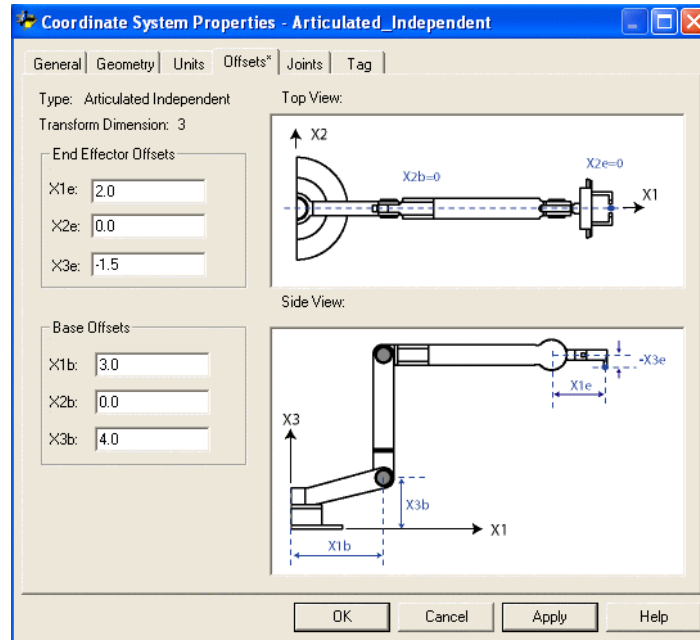 Coordinate System Properties - Articulated_Independent
General Geometry Units Offsets* Joints Tag
Type: Articulated Independent
Transform Dimension: 3
End Effector Offsets
X1e: 2.0
X2e: 0.0
X3e: -1.5
Base Offsets
X1b: 3.0
X2b: 0.0
X3b: 4.0
Top View:
X2
X2b=0
X2e=0
X1
Side View:
-X3e
X1e
X3
X3b
X1
X1b
OK Cancel Apply Help